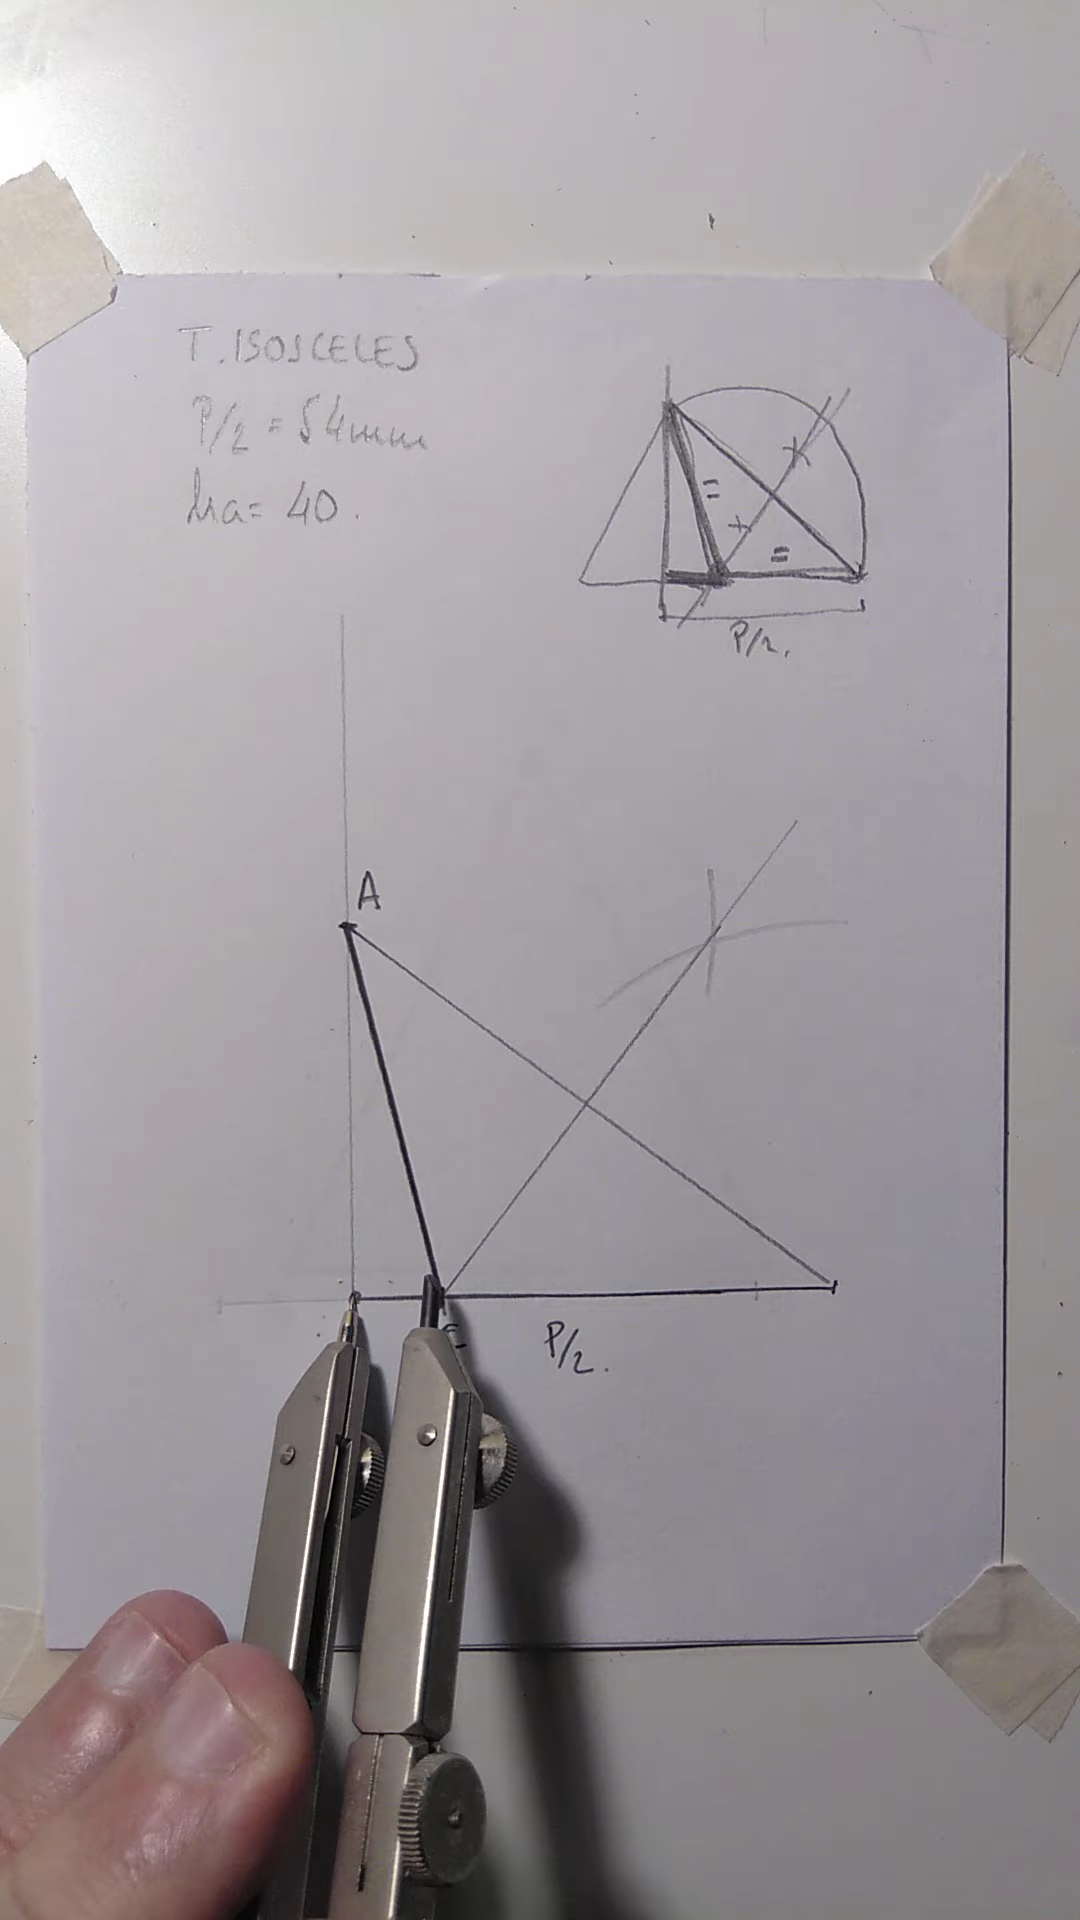 T. ISOSCELES
P/2 = 54mm
ha= 40.
=
=
P/2.
A
C
P/2.